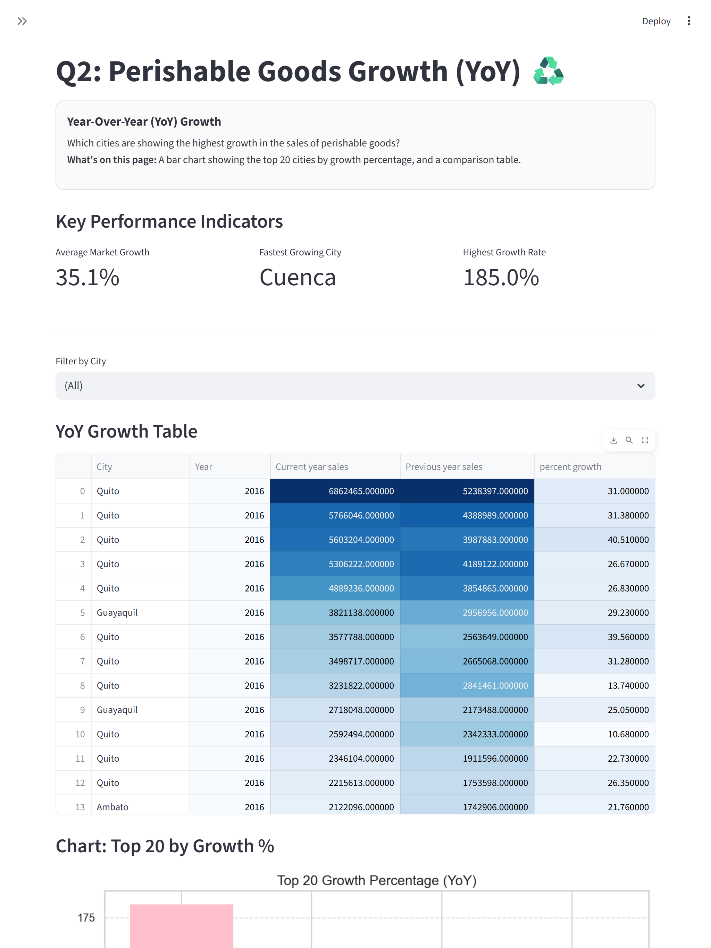 Deploy
Q2: Perishable Goods Growth (YoY)
Year-Over-Year (YoY) Growth
Which cities are showing the highest growth in the sales of perishable goods?
What's on this page: A bar chart showing the top 20 cities by growth percentage, and a comparison table.
Key Performance Indicators
Average Market Growth Fastest Growing City Highest Growth Rate
35.1% Cuenca 185.0%
Filter by City
(All)
YoY Growth Table
City Year Current year sales Previous year sales percent growth
0 Quito 2016 6862465.000000 5238397.000000 31.000000
1 Quito 2016 5766046.000000 4388989.000000 31.380000
2 Quito 2016 5603204.000000 3987883.000000 40.510000
3 Quito 2016 5306222.000000 4189122.000000 26.670000
4 Quito 2016 4889236.000000 3854865.000000 26.830000
5 Guayaquil 2016 3821138.000000 2956956.000000 29.230000
6 Quito 2016 3577788.000000 2563649.000000 39.560000
7 Quito 2016 3498717.000000 2665068.000000 31.280000
8 Quito 2016 3231822.000000 2841461.000000 13.740000
9 Guayaquil 2016 2718048.000000 2173488.000000 25.050000
10 Quito 2016 2592494.000000 2342333.000000 10.680000
11 Quito 2016 2346104.000000 1911596.000000 22.730000
12 Quito 2016 2215613.000000 1753598.000000 26.350000
13 Ambato 2016 2122096.000000 1742906.000000 21.760000
Chart: Top 20 by Growth %
Top 20 Growth Percentage (YoY)
175